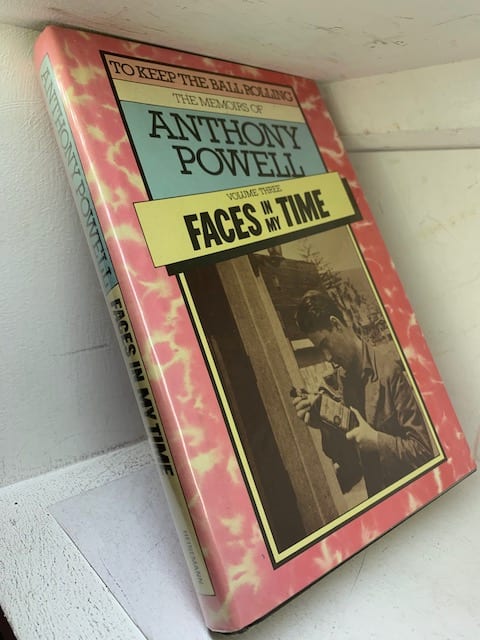 TO KEEP THE BALL ROLLING
THE MEMOIRS OF
ANTHONY
POWELL
VOLUME THREE
FACES IN MY TIME
ANTHONY POWELL
FACES IN MY TIME
HEINEMANN